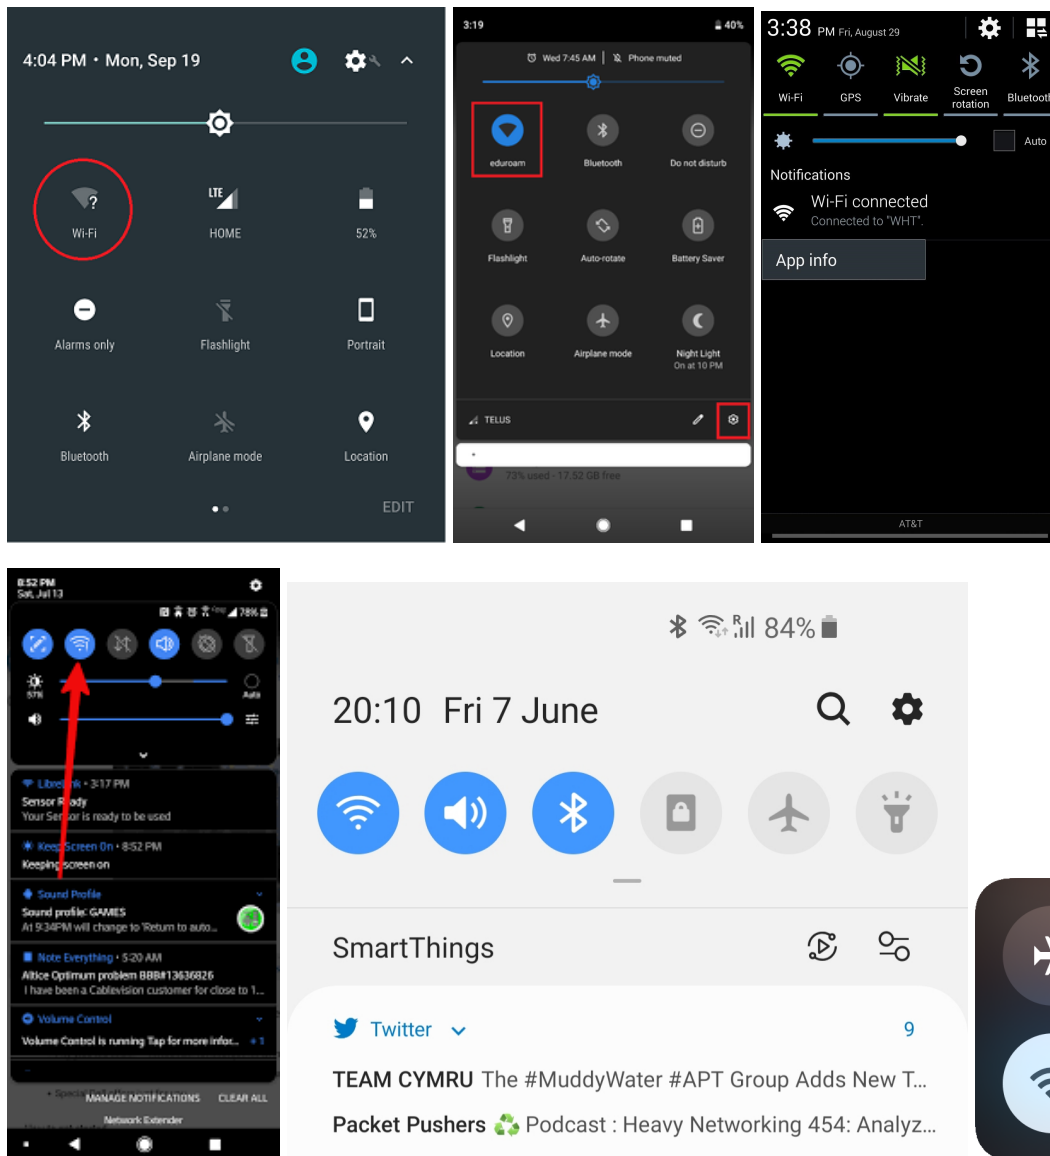 4:04 PM • Mon, Sep 19
?
Wi-Fi
LTE
HOME
52%
Alarms only
Flashlight
Portrait
Bluetooth
Airplane mode
Location
EDIT
3:19
40%
Wed 7:45 AM | Phone muted
eduroam
Bluetooth
Do not disturb
Flashlight
Auto-rotate
Battery Saver
Location
Airplane mode
Night Light
On at 10 PM
TELUS
73% used - 17.52 GB free
3:38 PM Fri, August 29
Wi-Fi
GPS
Vibrate
Screen rotation
Bluetooth
Auto
Notifications
Wi-Fi connected
Connected to "WHT".
App info
AT&T
8:52 PM
Sat, Jul 13
78%
57%
Auto
3:17 PM
Sensor Ready
Your Sensor is ready to be used
Keep Screen On • 8:52 PM
Keeping screen on
Sound Profile
Sound profile: GAMES
At 9:34PM will change to 'Return to auto...
Note Everything • 5:20 AM
Altice Optimum problem BBB#13636826
I have been a Cablevision customer for close to 1...
Volume Control
Volume Control is running Tap for more infor... +1
MANAGE NOTIFICATIONS CLEAR ALL
Network Extender
R 84%
20:10 Fri 7 June
SmartThings
Twitter 9
TEAM CYMRU The #MuddyWater #APT Group Adds New T...
Packet Pushers ♻ Podcast : Heavy Networking 454: Analyz...